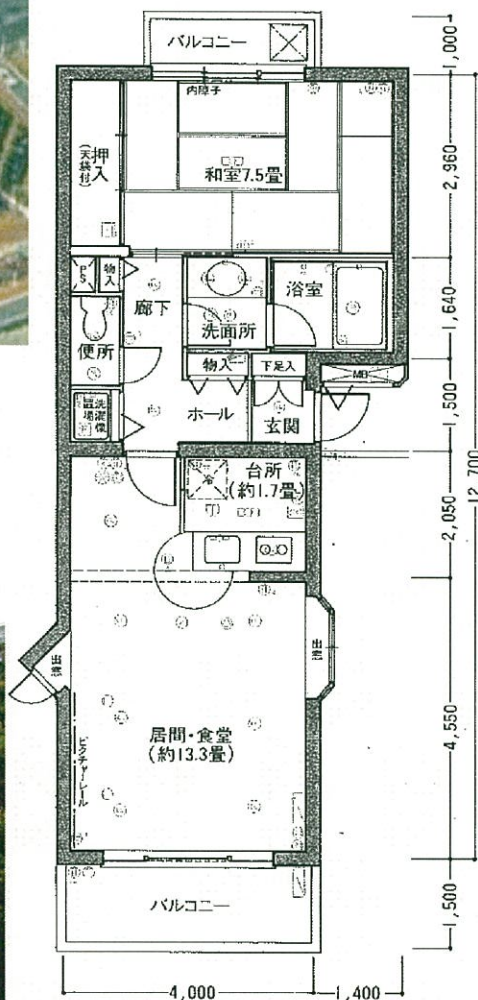 バルコニー
内障子
押入
(天袋付)
和室7.5畳
PS
物入
廊下
洗面所
浴室
便所
物入
下足入
MB
洗濯機置場
ホール
玄関
台所
(約1.7畳)
冷
出窓
出窓
居間・食堂
(約13.3畳)
ピクチャーレール
バルコニー
1,000
2,960
1,640
1,500
2,050
4,550
1,500
12,700
4,000
1,400